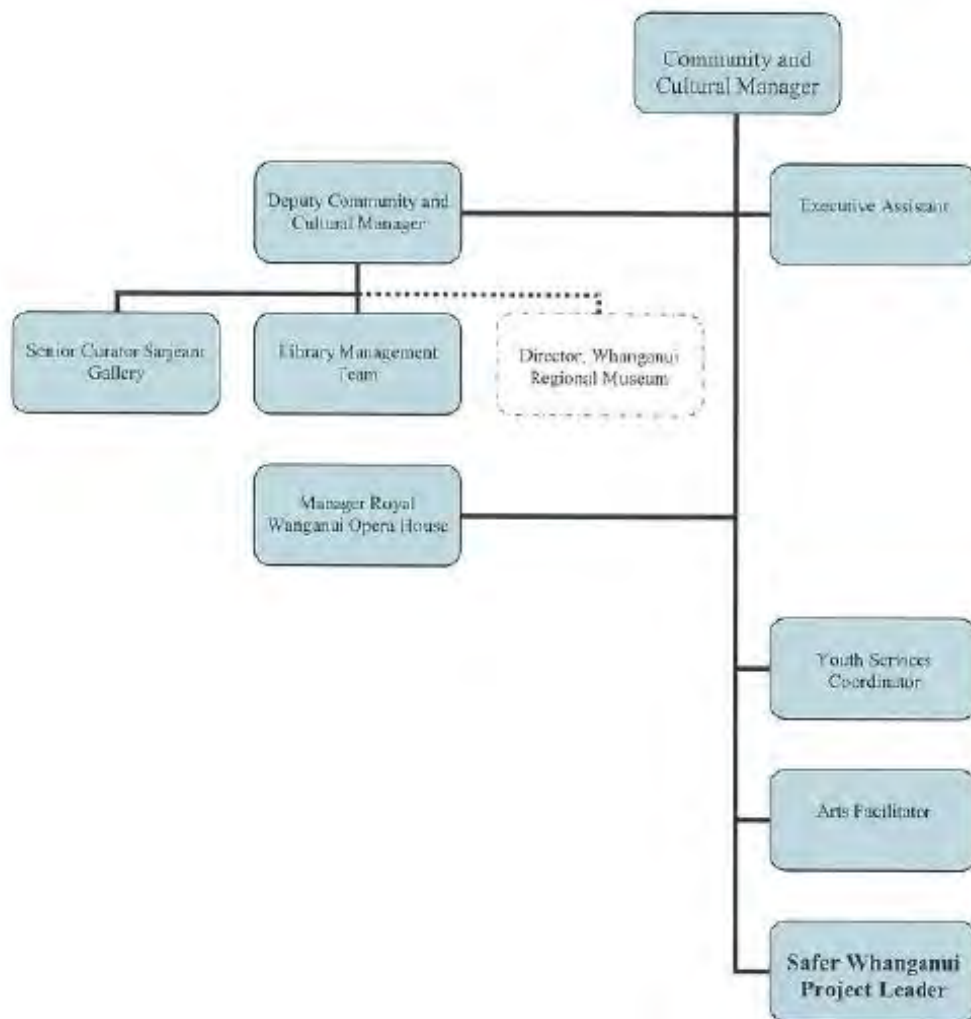 Community and
Cultural Manager
Deputy Community and
Cultural Manager
Executive Assistant
Senior Curator Sarjeant
Gallery
Library Management
Team
Director, Whanganui
Regional Museum
Manager Royal
Wanganui Opera House
Youth Services
Coordinator
Arts Facilitator
Safer Whanganui
Project Leader